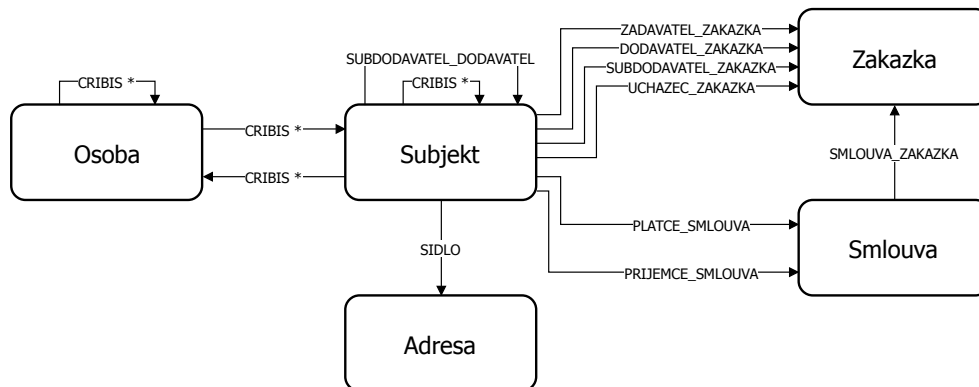 ZADAVATEL_ZAKAZKA
DODAVATEL_ZAKAZKA
SUBDODAVATEL_DODAVATEL
SUBDODAVATEL_ZAKAZKA
Zakazka
CRIBIS *
CRIBIS *
UCHAZEC_ZAKAZKA
Osoba
CRIBIS *
Subjekt
SMLOUVA_ZAKAZKA
CRIBIS *
PLATCE_SMLOUVA
SIDLO
Smlouva
PRIJEMCE_SMLOUVA
Adresa